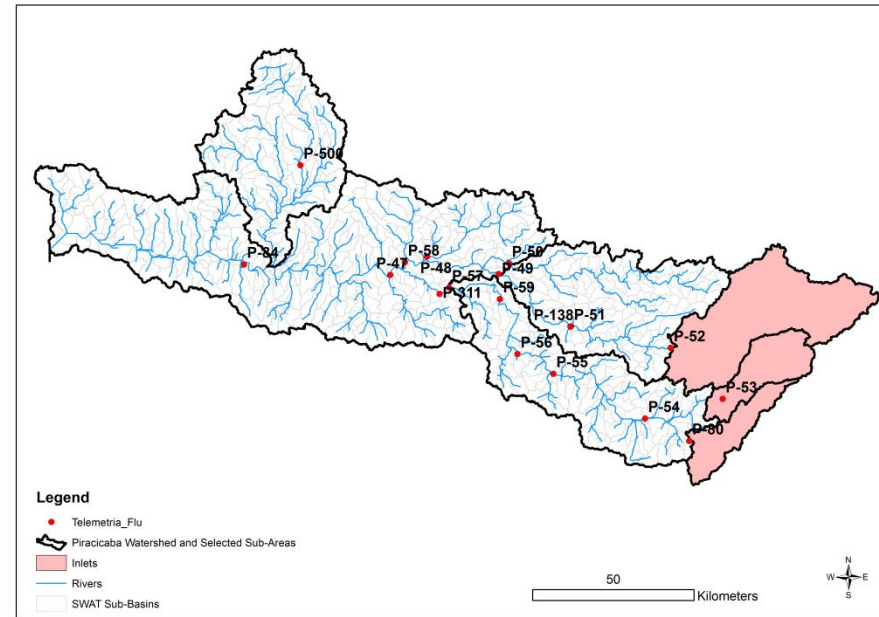 P-500
P-84
P-58
P-47
P-48
P-50
P-49
P-57
P-311
P-59
P-138
P-51
P-52
P-56
P-55
P-53
P-54
P-80
Legend
Telemetria_Flu
Piracicaba Watershed and Selected Sub-Areas
Inlets
Rivers
SWAT Sub-Basins
50
Kilometers
N
W E
S